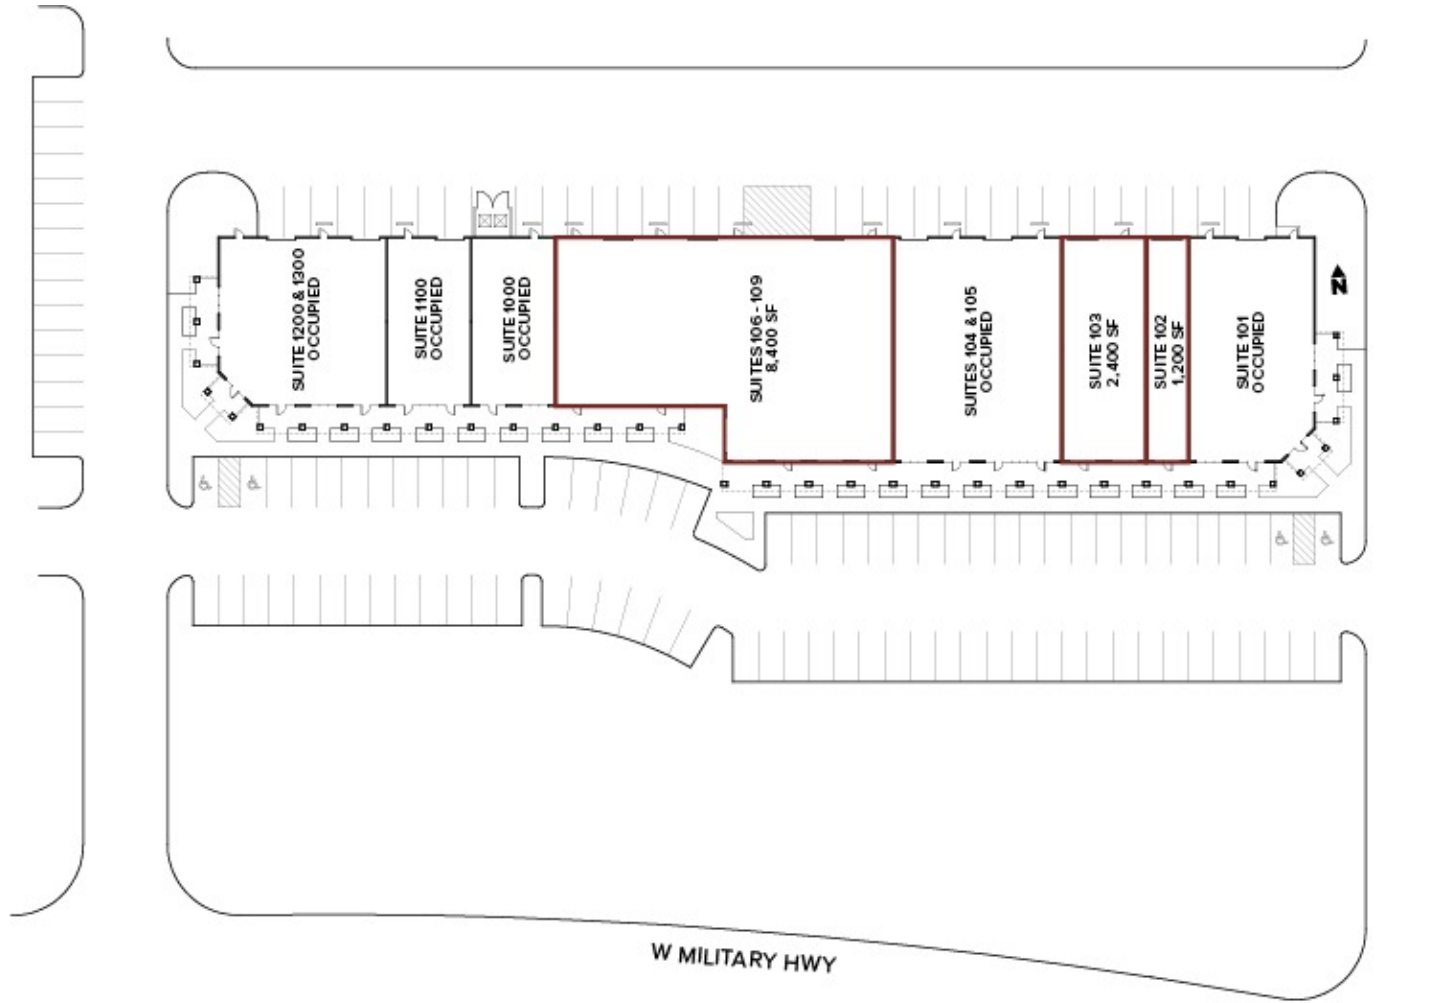 SUITE 1200 & 1300
OCCUPIED
SUITE 1100
OCCUPIED
SUITE 1000
OCCUPIED
SUITES 106 - 109
8,400 SF
SUITES 104 & 105
OCCUPIED
SUITE 103
2,400 SF
SUITE 102
1,200 SF
SUITE 101
OCCUPIED
N
W MILITARY HWY